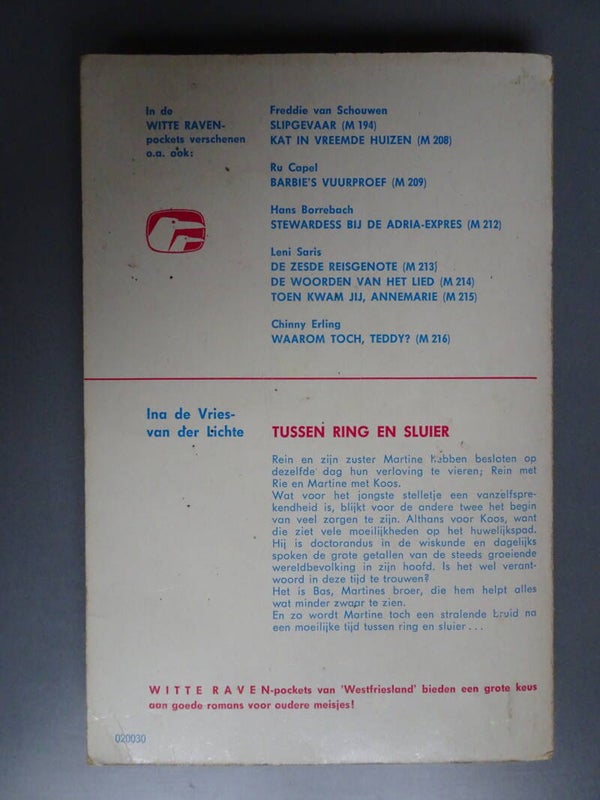 In de
WITTE RAVEN-
pockets verschenen
o.a. ook:
Freddie van Schouwen
SLIPGEVAAR (M 194)
KAT IN VREEMDE HUIZEN (M 208)
Ru Capel
BARBIE'S VUURPROEF (M 209)
Hans Borrebach
STEWARDESS BIJ DE ADRIA-EXPRES (M 212)
Leni Saris
DE ZESDE REISGENOTE (M 213)
DE WOORDEN VAN HET LIED (M 214)
TOEN KWAM JIJ, ANNEMARIE (M 215)
Chinny Erling
WAAROM TOCH, TEDDY? (M 216)
Ina de Vries-
van der Lichte
TUSSEN RING EN SLUIER
Rein en zijn zuster Martine hebben besloten op
dezelfde dag hun verloving te vieren; Rein met
Rie en Martine met Koos.
Wat voor het jongste stelletje een vanzelfspre-
kendheid is, blijkt voor de andere twee het begin
van veel zorgen te zijn. Althans voor Koos, want
die ziet vele moeilijkheden op het huwelijkspad.
Hij is doctorandus in de wiskunde en dagelijks
spoken de grote getallen van de steeds groeiende
wereldbevolking in zijn hoofd. Is het wel verant-
woord in deze tijd te trouwen?
Het is Bas, Martines broer, die hem helpt alles
wat minder zwaar te zien.
En zo wordt Martine toch een stralende bruid na
een moeilijke tijd tussen ring en sluier...
WITTE RAVEN-pockets van 'Westfriesland' bieden een grote keus
aan goede romans voor oudere meisjes!
020030